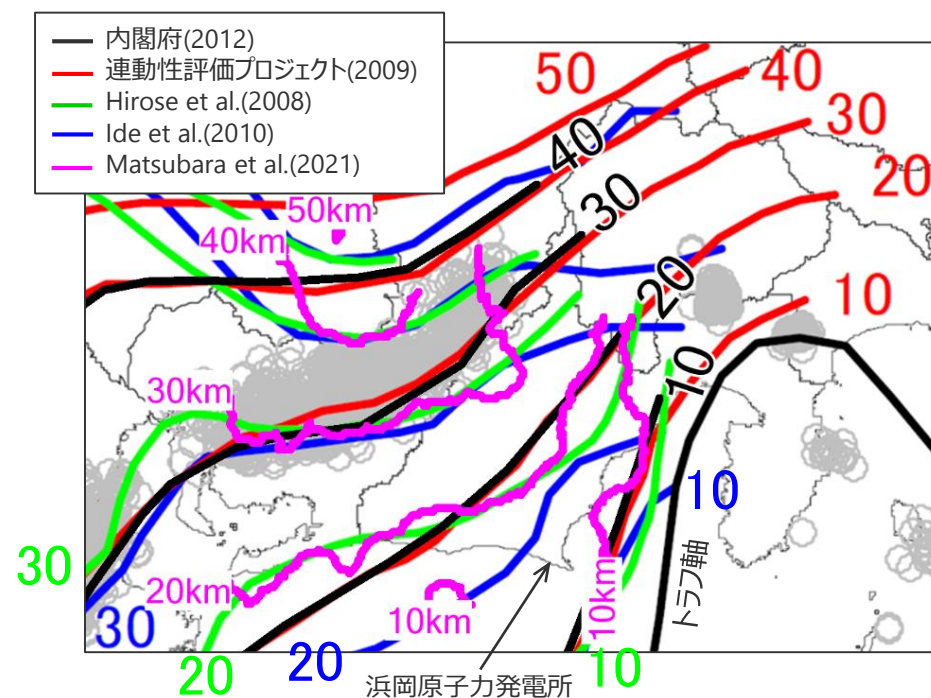 内閣府(2012)
連動性評価プロジェクト(2009)
Hirose et al.(2008)
Ide et al.(2010)
Matsubara et al.(2021)
50
40
30
20
10
40
30
20
10
50km
40km
30km
20km
10km
10km
10
トラフ軸
30
30
20
20
10
浜岡原子力発電所